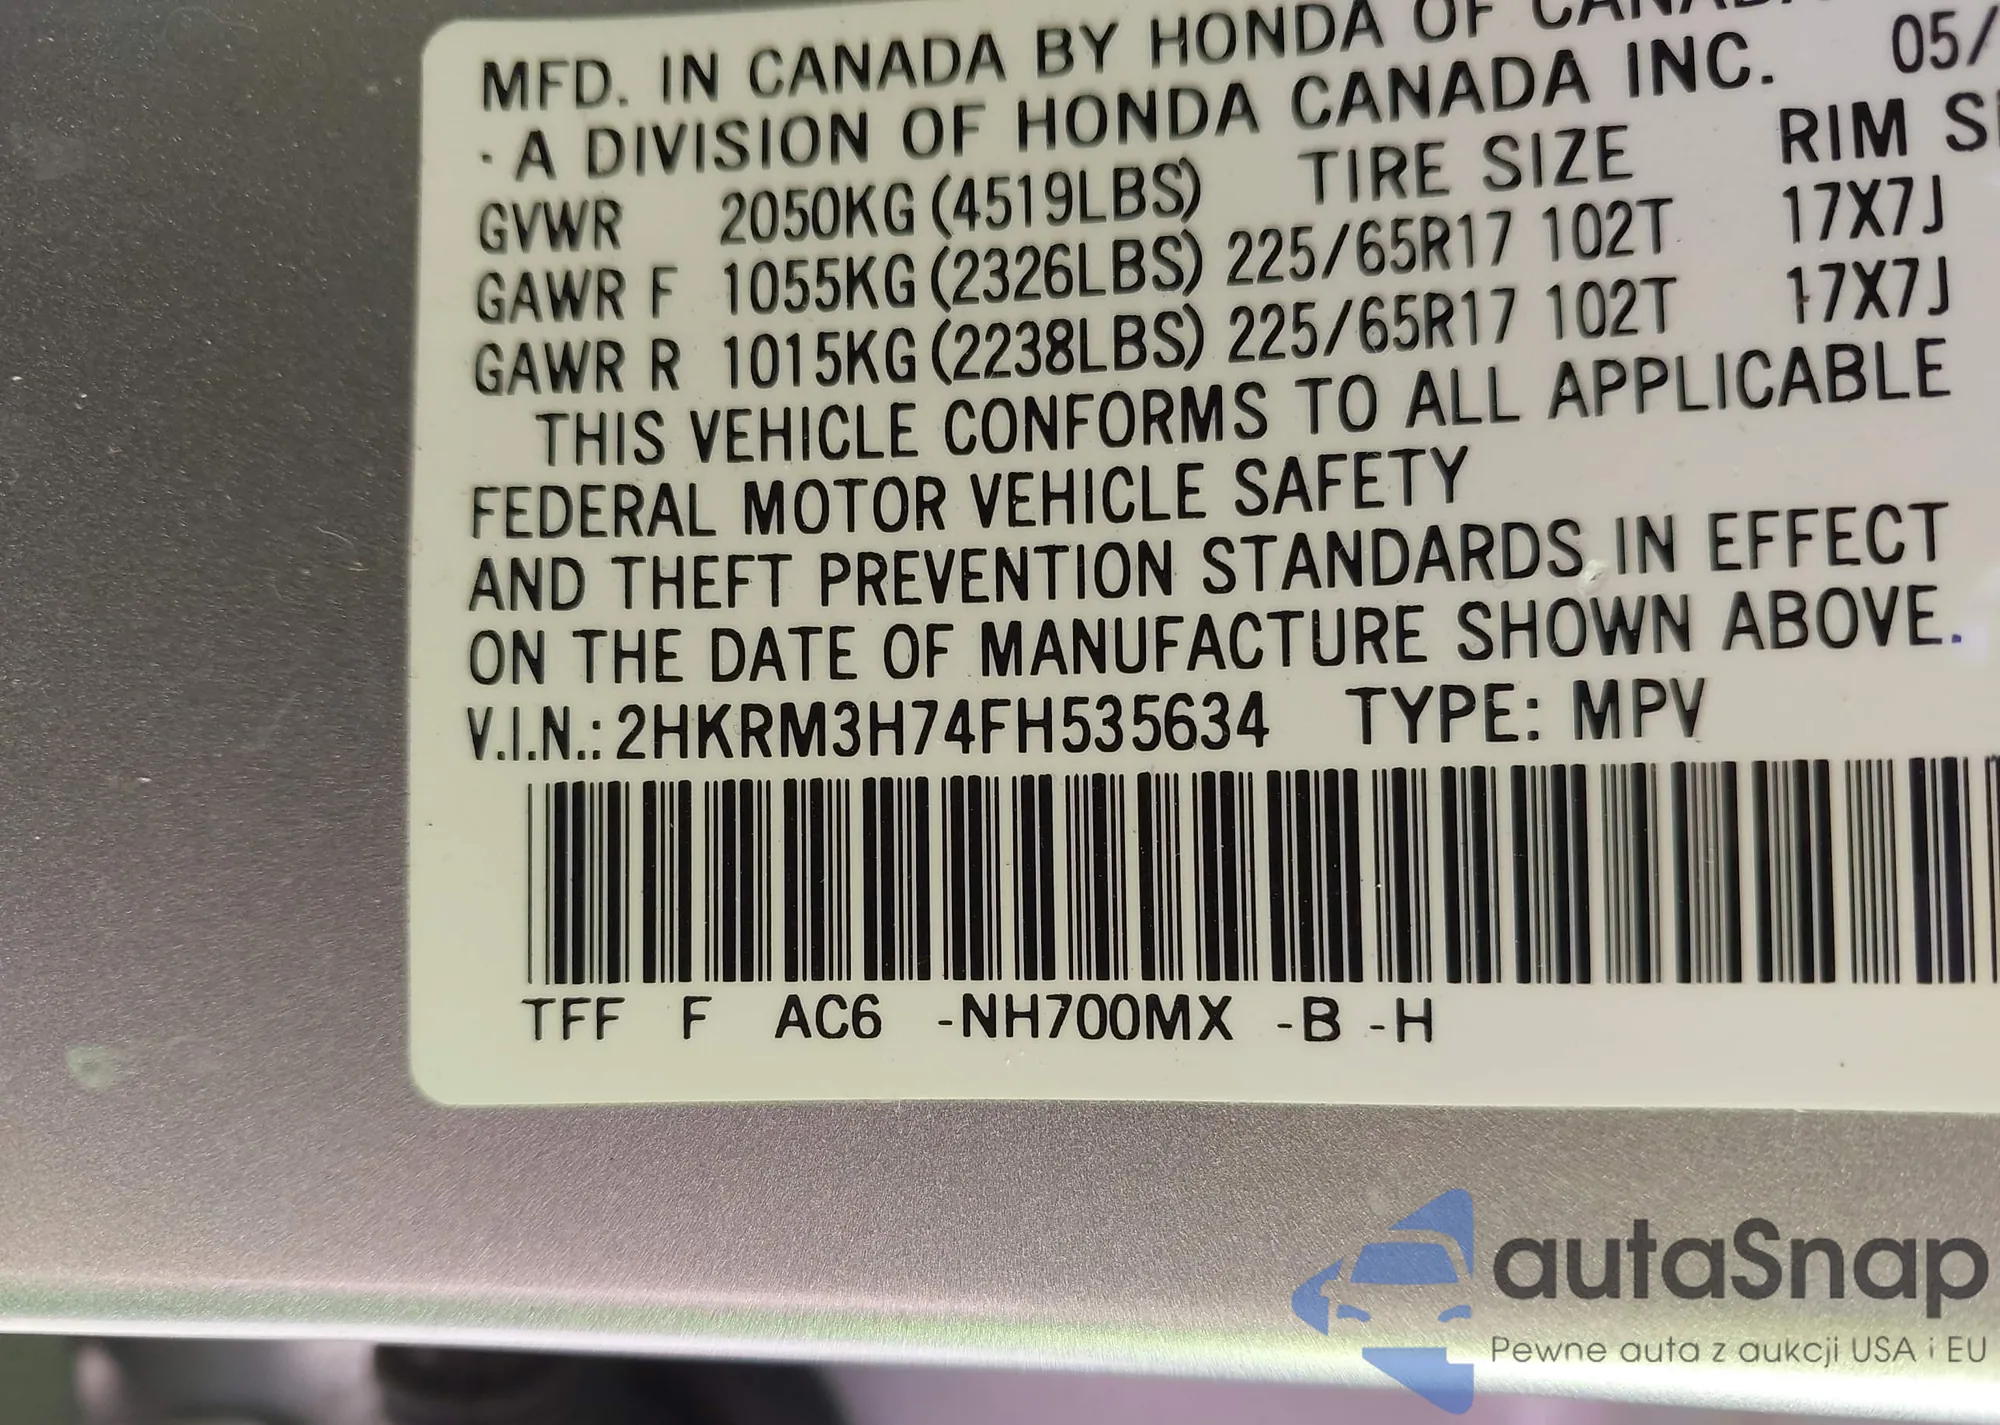 MFD. IN CANADA BY HONDA OF CANADA
· A DIVISION OF HONDA CANADA INC. 05/
GVWR 2050KG (4519LBS) TIRE SIZE RIM SI
GAWR F 1055KG (2326LBS) 225/65R17 102T 17X7J
GAWR R 1015KG (2238LBS) 225/65R17 102T 17X7J
THIS VEHICLE CONFORMS TO ALL APPLICABLE
FEDERAL MOTOR VEHICLE SAFETY
AND THEFT PREVENTION STANDARDS IN EFFECT
ON THE DATE OF MANUFACTURE SHOWN ABOVE.
V.I.N.: 2HKRM3H74FH535634 TYPE: MPV
TFF F AC6 -NH700MX -B -H
autaSnap
Pewne auta z aukcji USA i EU